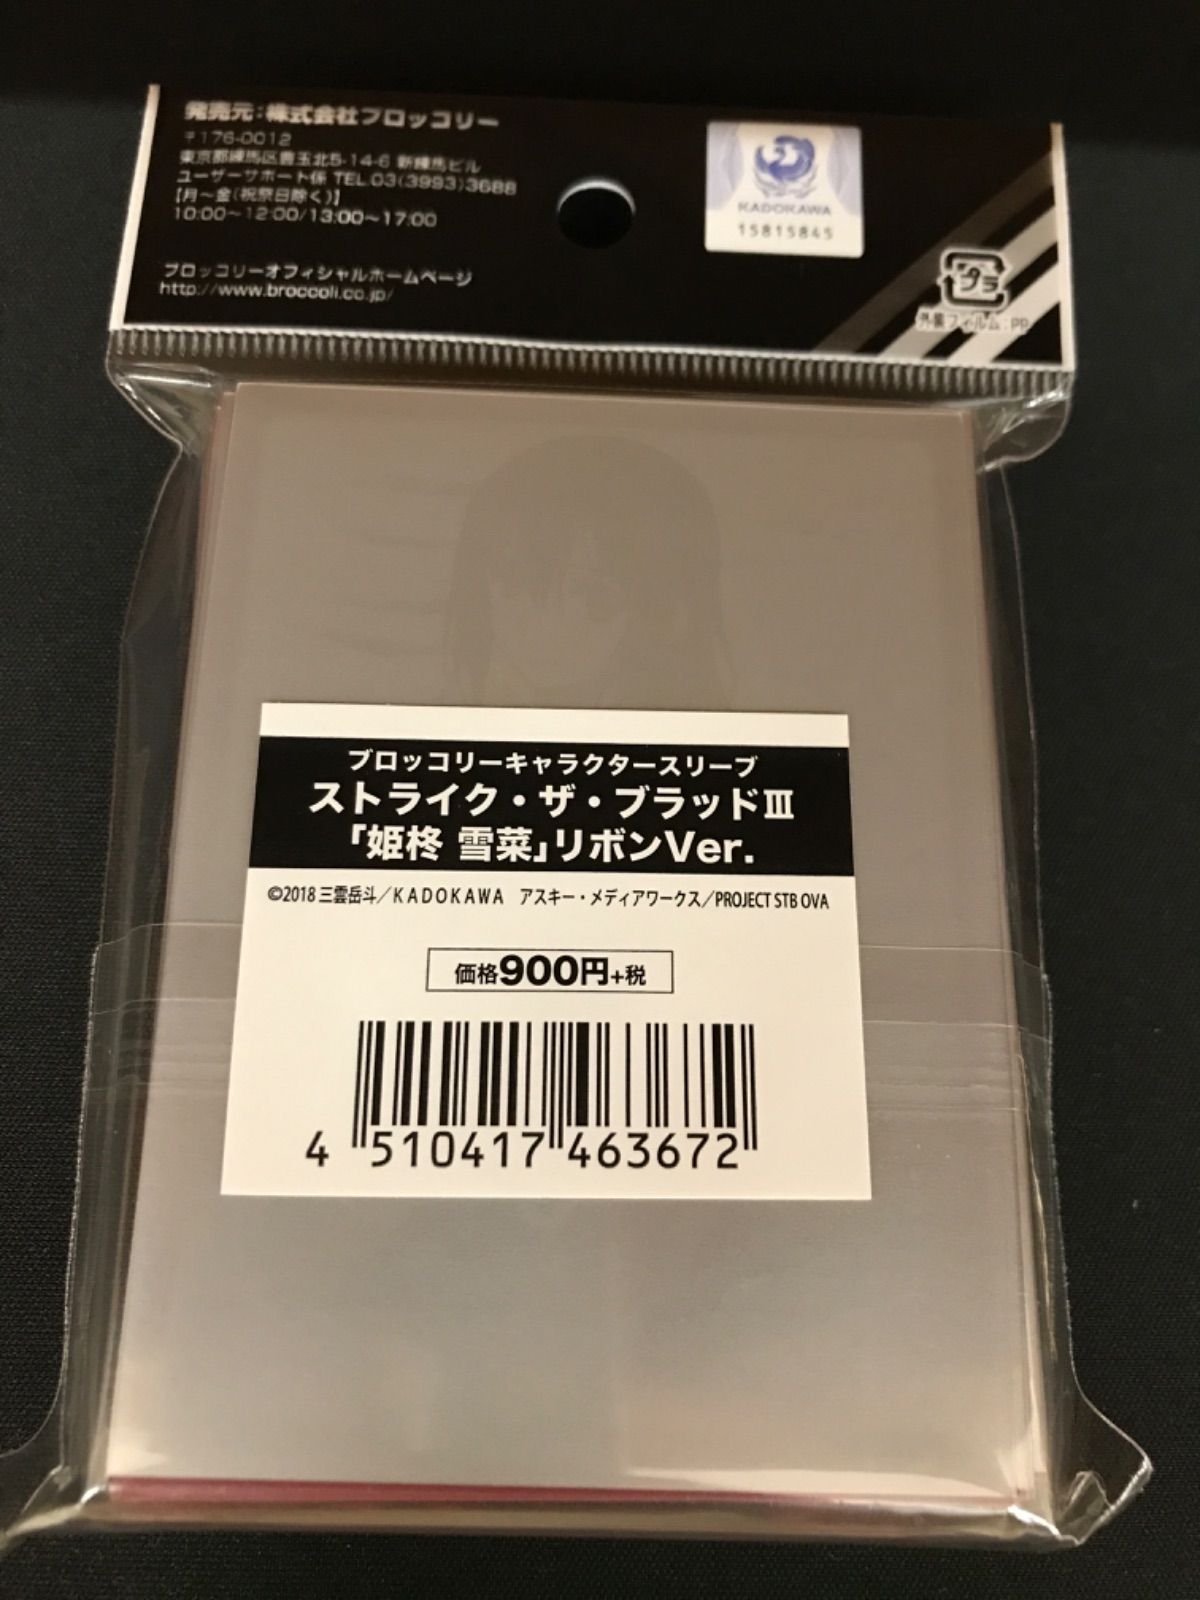 発売元:株式会社ブロッコリー
〒176-0012
東京都練馬区豊玉北5-14-6 新練馬ビル
ユーザーサポート係 TEL.03(3993)3688
[月〜金(祝祭日除く)]
10:00〜12:00/13:00〜17:00
ブロッコリーオフィシャルホームページ
http://www.broccoli.co.jp/
KADOKAWA
15815845
プラ
外装フィルム:PP
ブロッコリーキャラクタースリーブ
ストライク・ザ・ブラッドⅢ
「姫柊 雪菜」リボンVer.
©2018 三雲岳斗／KADOKAWA アスキー・メディアワークス／PROJECT STB OVA
価格900円+税
4 510417 463672